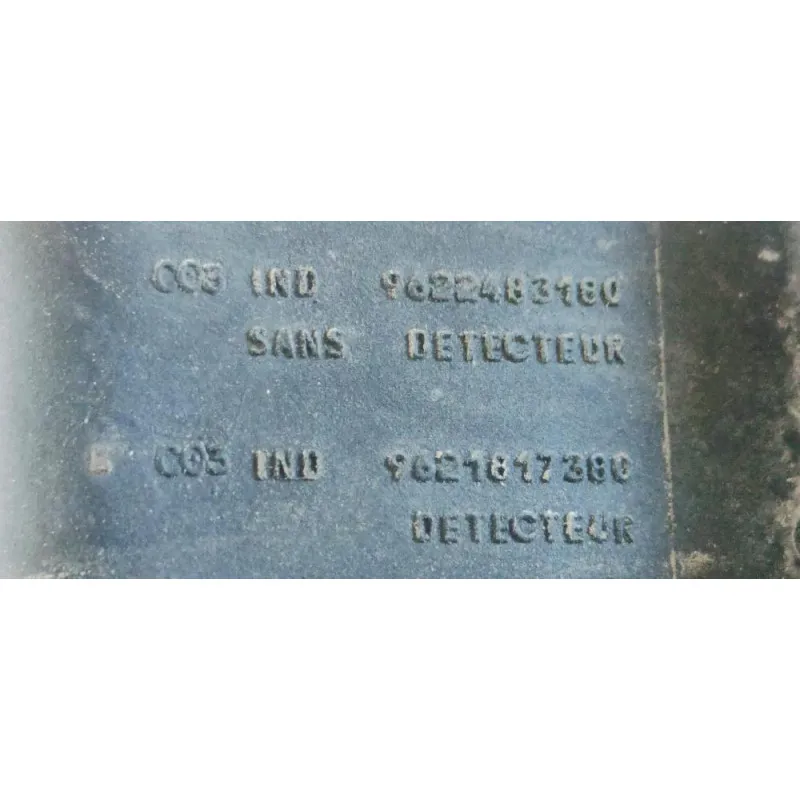 C03 IND 9622483180
SANS DETECTEUR
C03 IND 9621817380
DETECTEUR